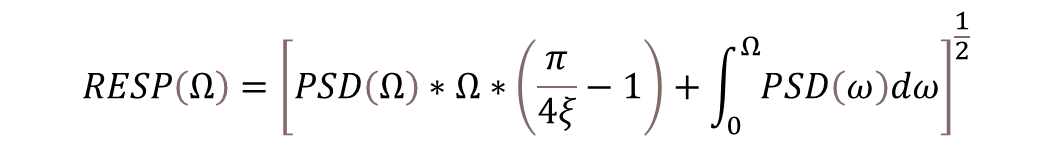 RESP(Ω) = [PSD(Ω) * Ω * (π/4ξ − 1) + ∫₀^Ω PSD(ω)dω]^(1/2)